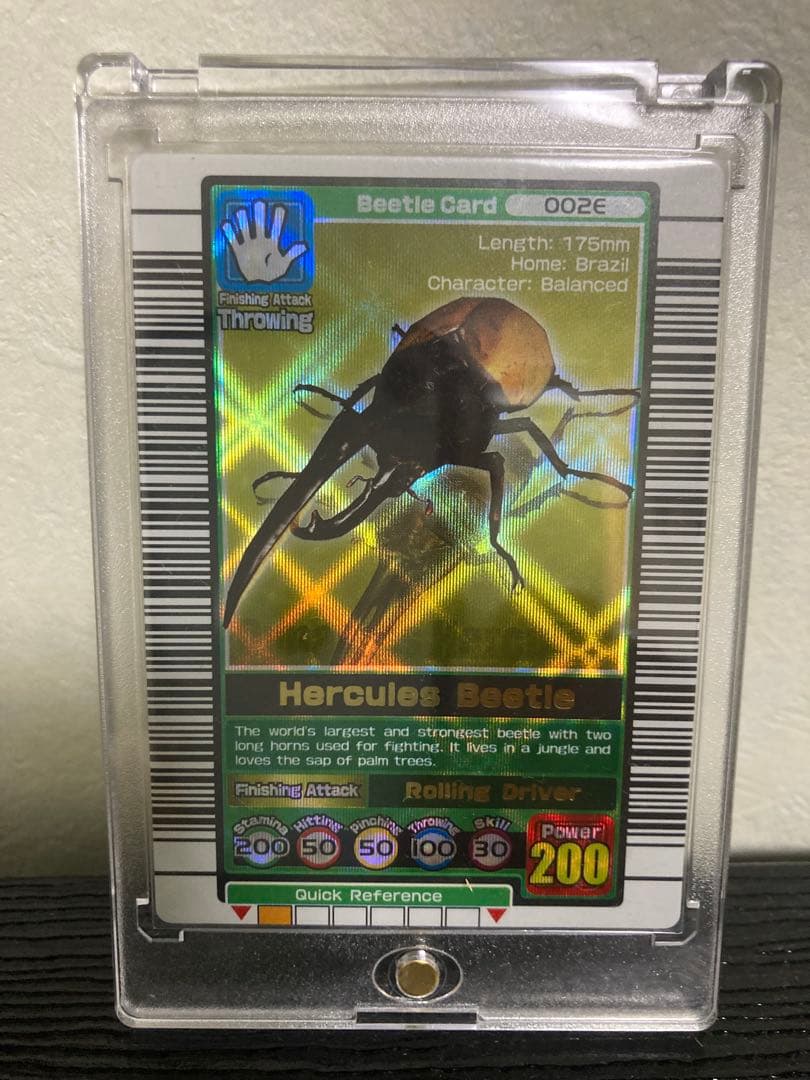 Beetle Card 002E
Length: 175mm
Home: Brazil
Character: Balanced
Finishing Attack
Throwing
Hercules Beetle
The world's largest and strongest beetle with two
long horns used for fighting. It lives in a jungle and
loves the sap of palm trees.
Finishing Attack Rolling Driver
Stamina Hitting Pinching Throwing Skill Power
200 50 50 100 30 200
Quick Reference